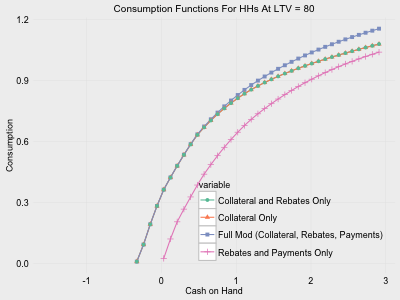 Consumption Functions For HHs At LTV = 80
1.2
0.9
0.6
0.3
0.0
Consumption
variable
Collateral and Rebates Only
Collateral Only
Full Mod (Collateral, Rebates, Payments)
Rebates and Payments Only
-1
0
1
2
3
Cash on Hand